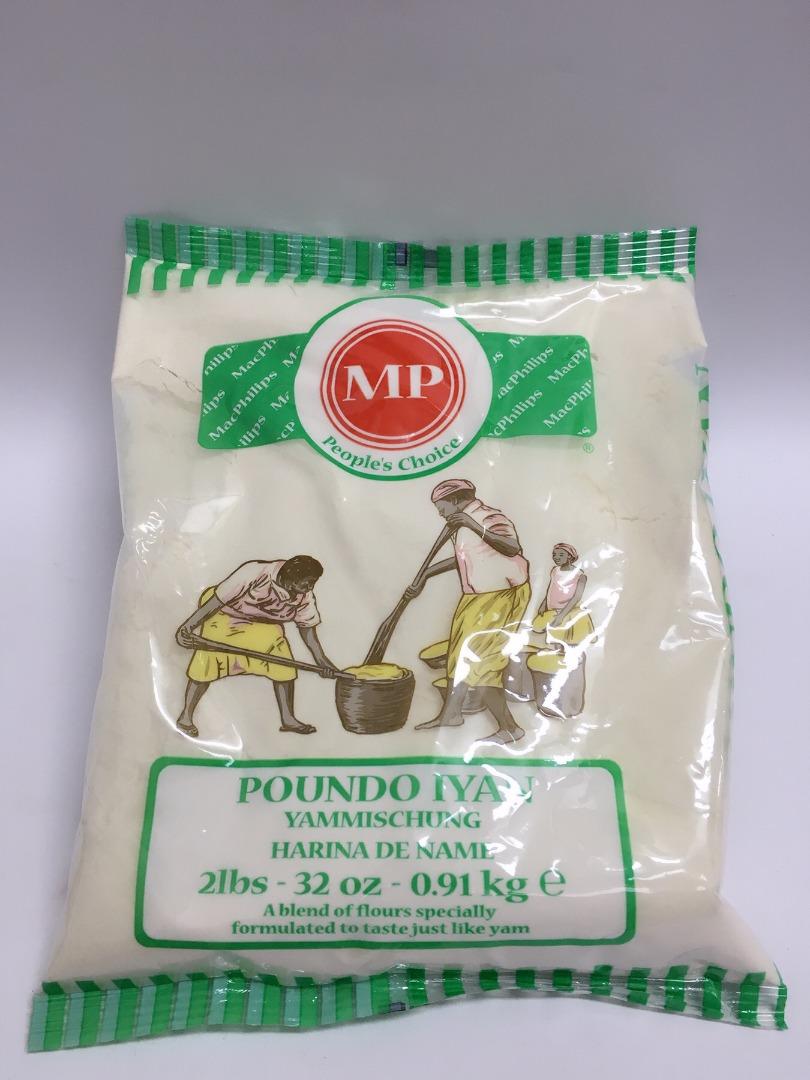 MacPhilips
MP
People's Choice
®
POUNDO IYAN
YAMMISCHUNG
HARINA DE NAME
2lbs - 32 oz - 0.91 kg e
A blend of flours specially
formulated to taste just like yam